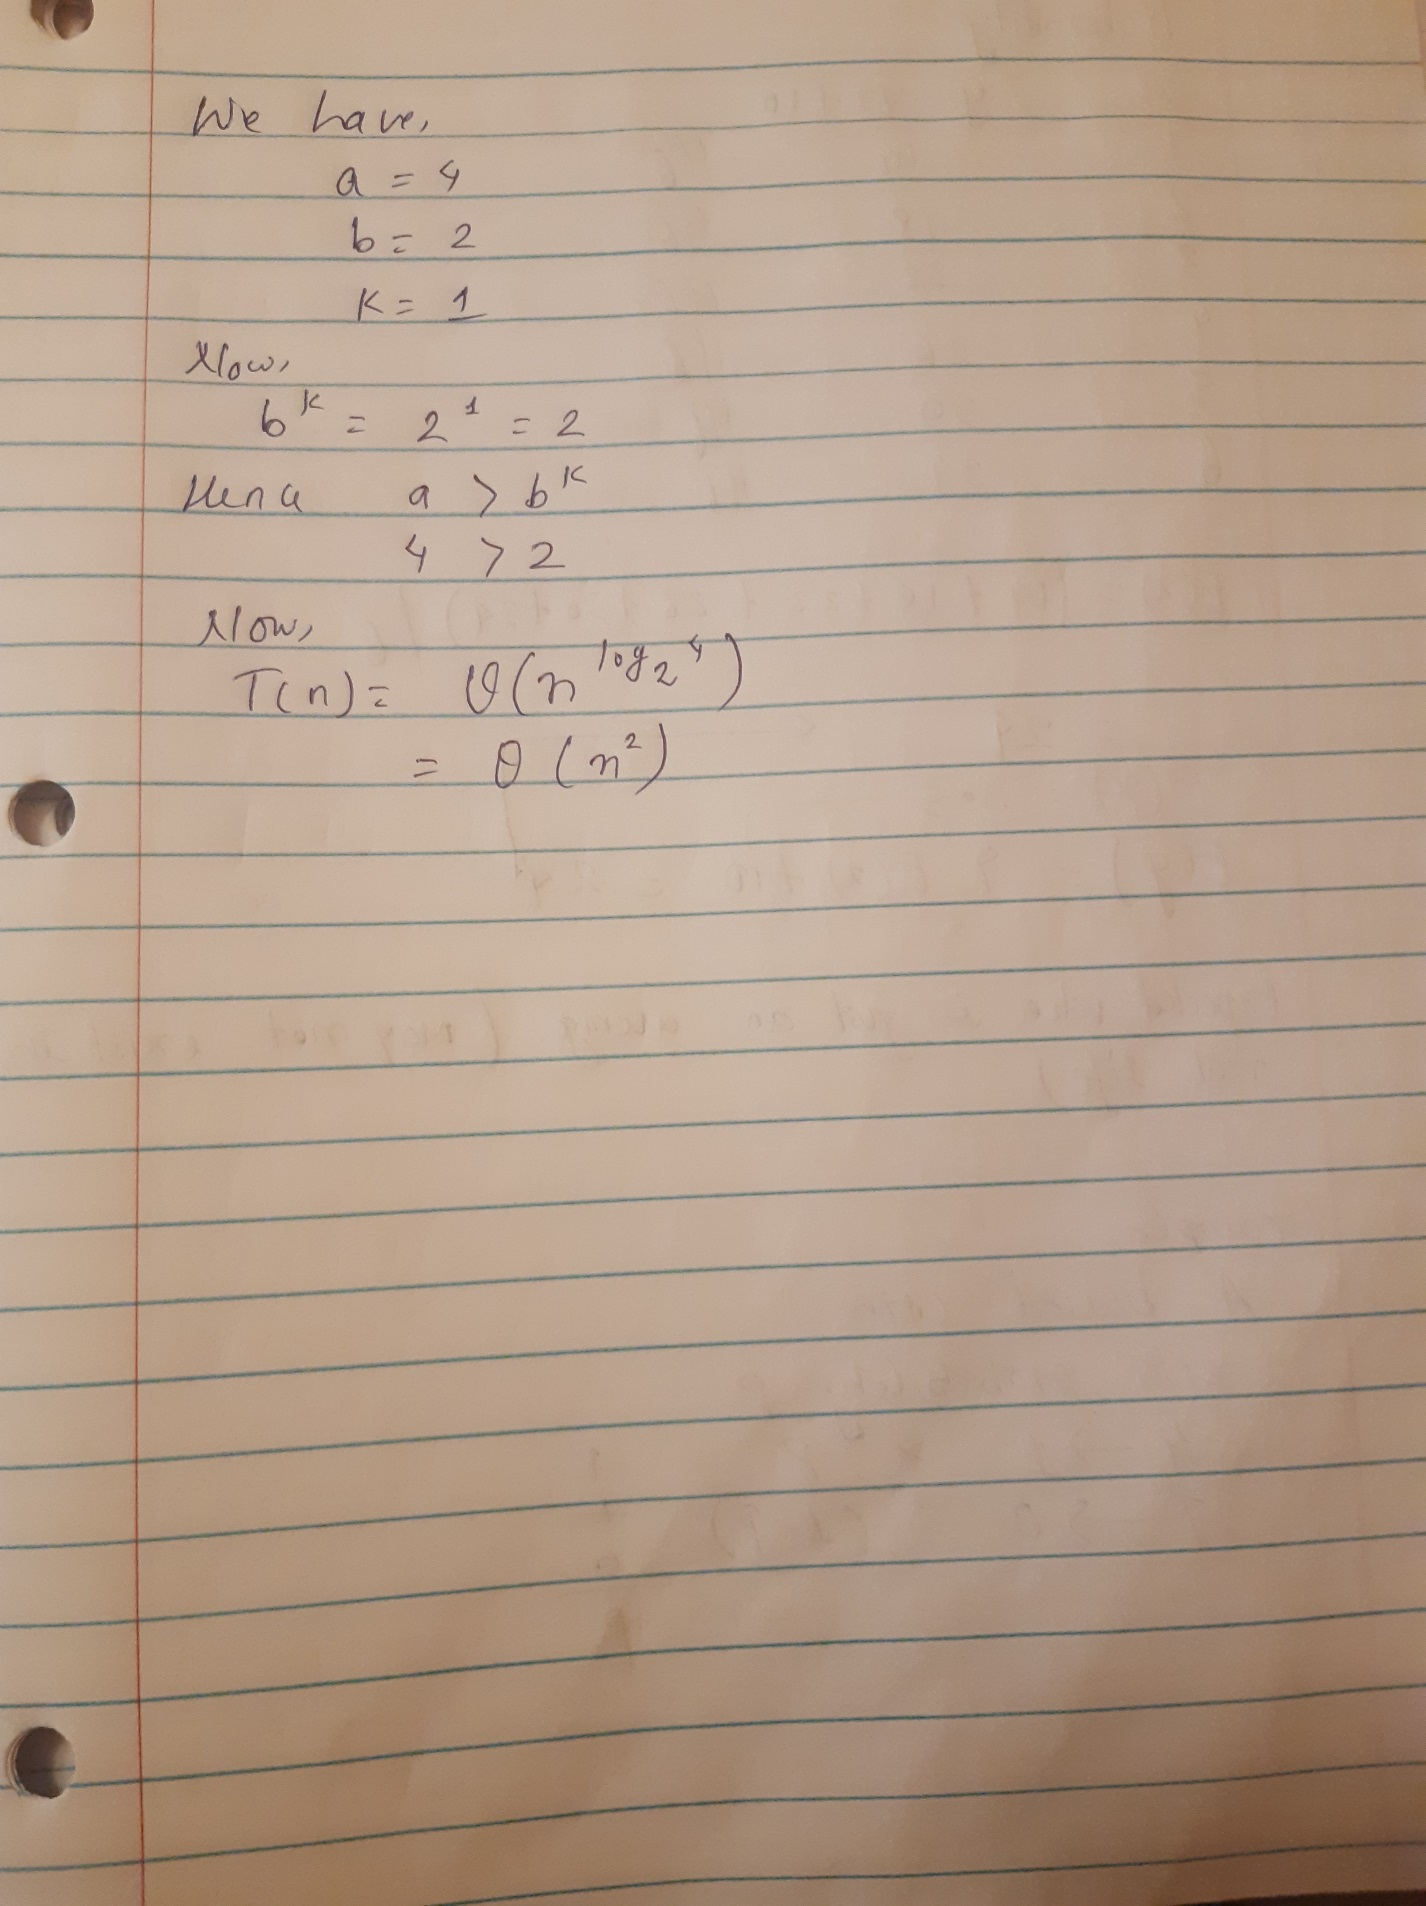 We have,
a = 4
b = 2
K = 1
Now,
b^K = 2^1 = 2
Hence a > b^K
4 > 2
Now,
T(n) = θ(n^log_2 4)
= θ(n^2)